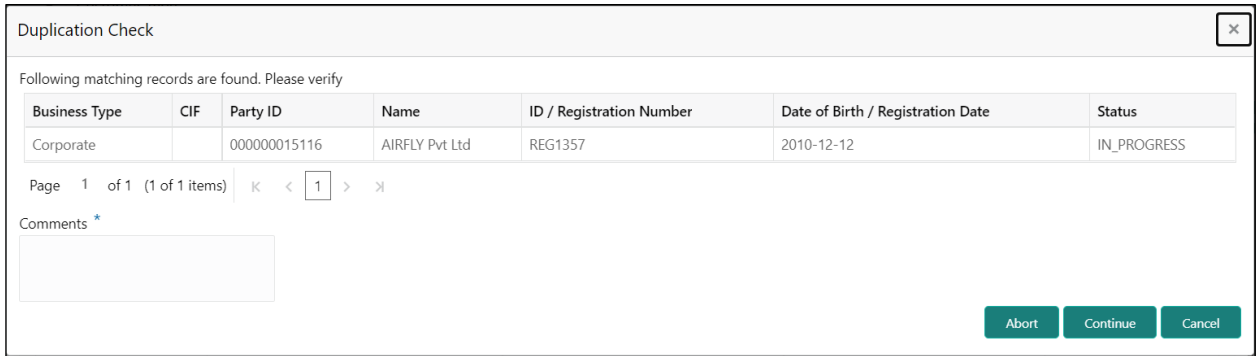 Duplication Check
Following matching records are found. Please verify
Business Type CIF Party ID Name ID / Registration Number Date of Birth / Registration Date Status
Corporate 000000015116 AIRFLY Pvt Ltd REG1357 2010-12-12 IN_PROGRESS
Page 1 of 1 (1 of 1 items) 1
Comments *
Abort Continue Cancel